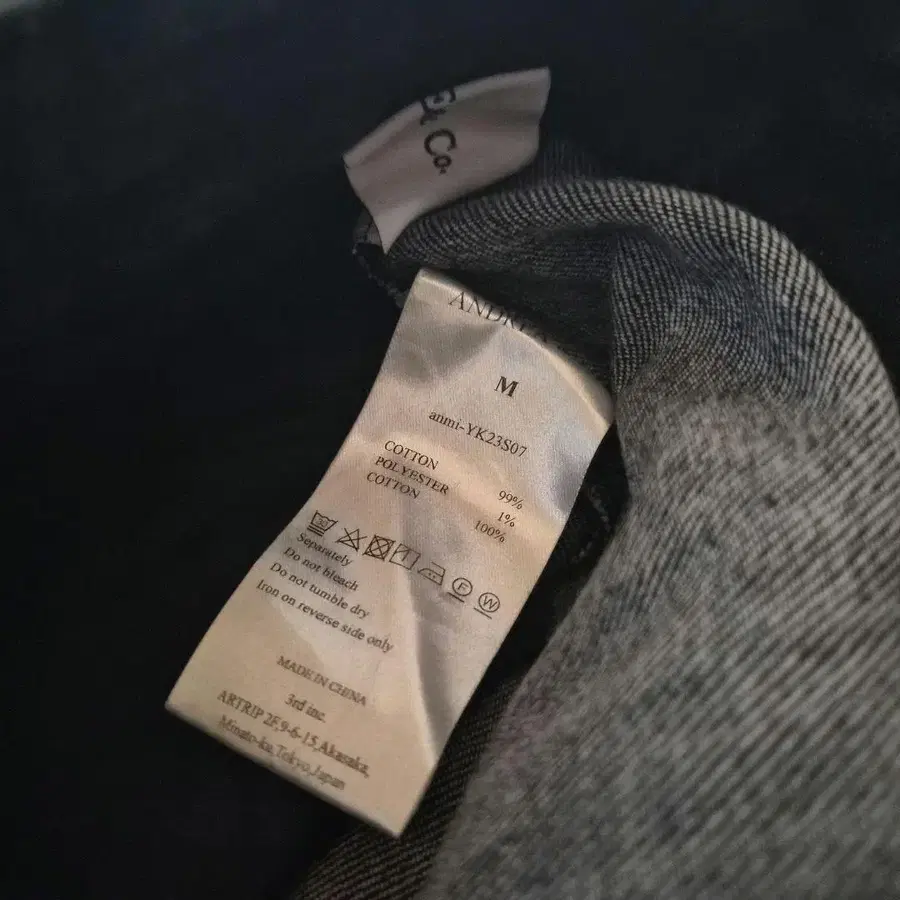 & Co.
M
anmi-YK23S07
COTTON 99%
POLYESTER 1%
COTTON 100%
F W
Separately
Do not bleach
Do not tumble dry
Iron on reverse side only
MADE IN CHINA
3rd inc.
ARTRIP 2F,9-6-15,Akasaka,
Minato-ku,Tokyo,Japan